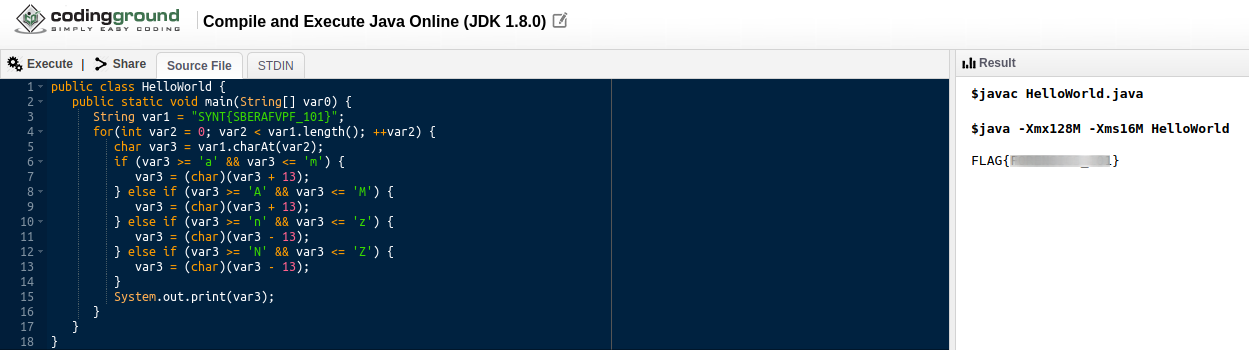 codingground
SIMPLY EASY CODING
Compile and Execute Java Online (JDK 1.8.0)
Execute | Share Source File STDIN
1 public class HelloWorld {
2 public static void main(String[] var0) {
3 String var1 = "SYNT{SBERAFVPF_101}";
4 for(int var2 = 0; var2 < var1.length(); ++var2) {
5 char var3 = var1.charAt(var2);
6 if (var3 >= 'a' && var3 <= 'm') {
7 var3 = (char)(var3 + 13);
8 } else if (var3 >= 'A' && var3 <= 'M') {
9 var3 = (char)(var3 + 13);
10 } else if (var3 >= 'n' && var3 <= 'z') {
11 var3 = (char)(var3 - 13);
12 } else if (var3 >= 'N' && var3 <= 'Z') {
13 var3 = (char)(var3 - 13);
14 }
15 System.out.print(var3);
16 }
17 }
18 }
Result
$javac HelloWorld.java
$java -Xmx128M -Xms16M HelloWorld
FLAG{ }